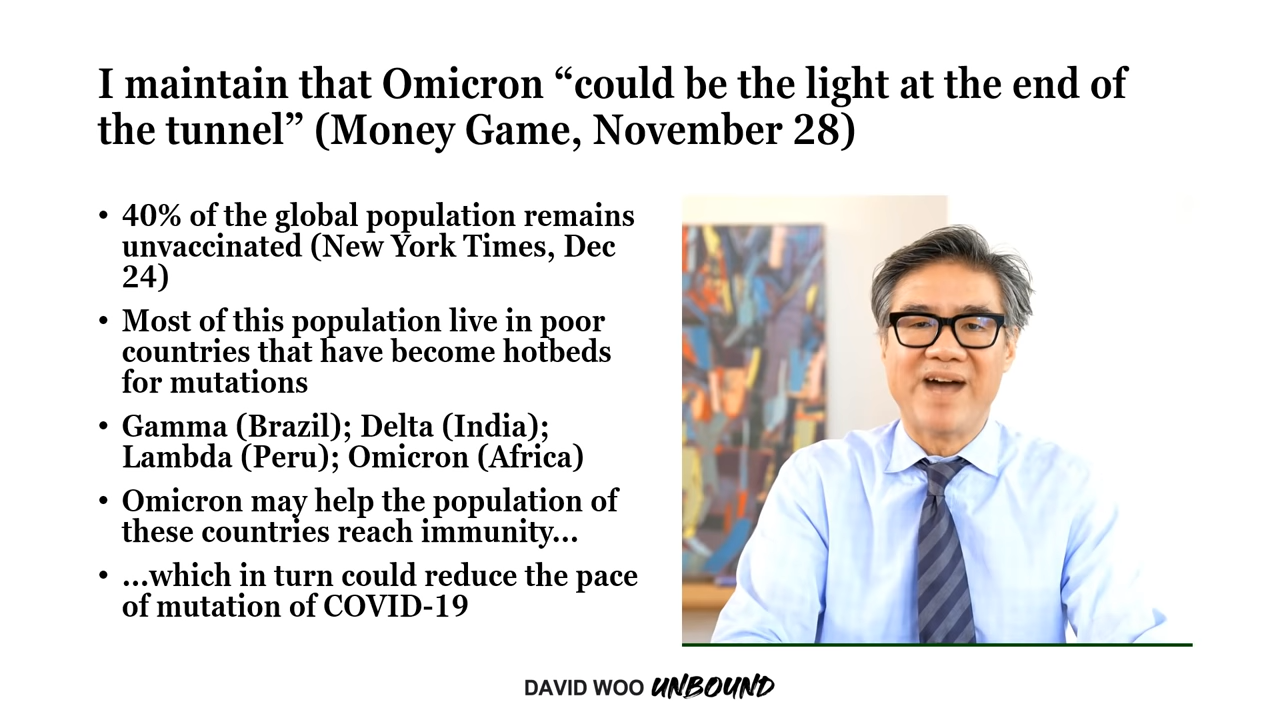 I maintain that Omicron “could be the light at the end of
the tunnel” (Money Game, November 28)
• 40% of the global population remains
unvaccinated (New York Times, Dec
24)
• Most of this population live in poor
countries that have become hotbeds
for mutations
• Gamma (Brazil); Delta (India);
Lambda (Peru); Omicron (Africa)
• Omicron may help the population of
these countries reach immunity…
• …which in turn could reduce the pace
of mutation of COVID-19
DAVID WOO UNBOUND